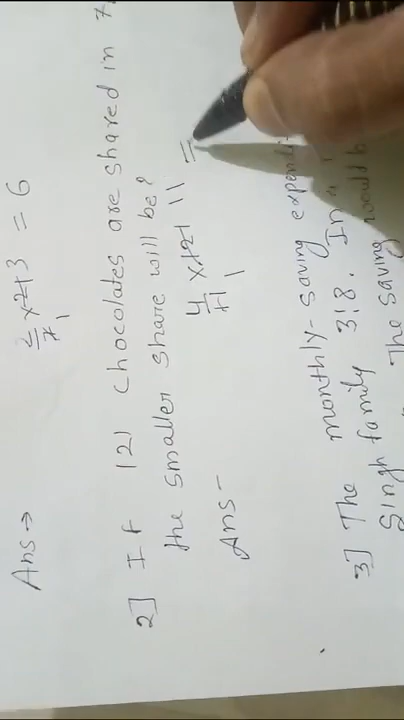 Ans → 2/7 x 21 3 = 6
2] If 121 chocolates are shared in 7
the smaller share will be?
Ans - 4/11 x 121 11 =
3] The monthly saving expendi
Singh family 3:8. In
The saving would b